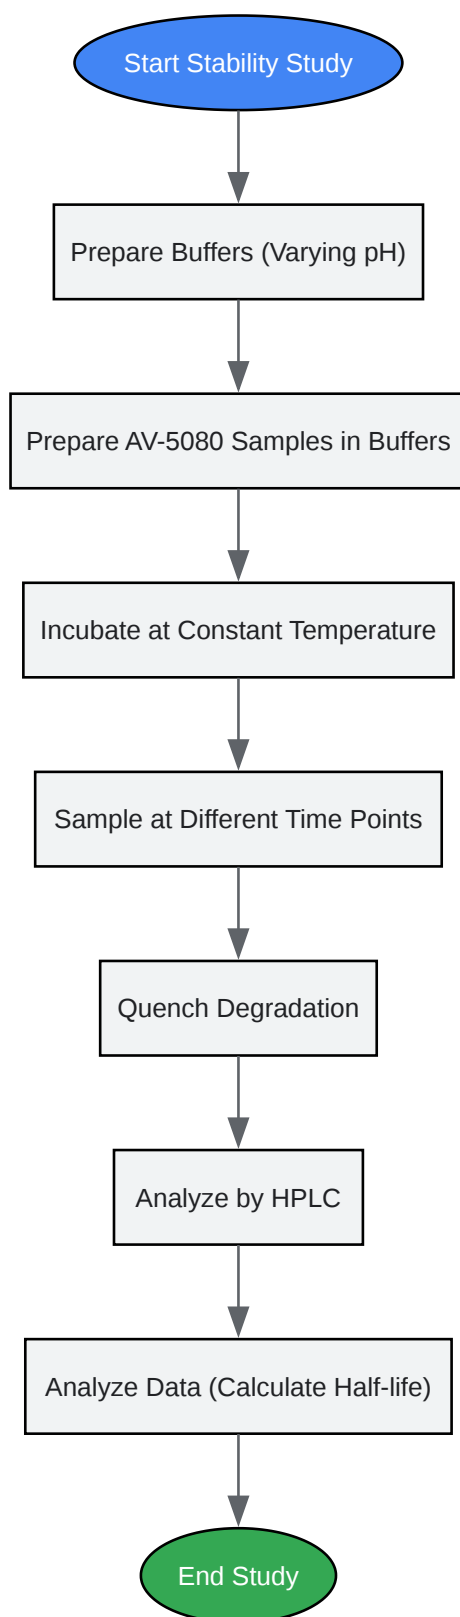 Start Stability Study
Prepare Buffers (Varying pH)
Prepare AV-5080 Samples in Buffers
Incubate at Constant Temperature
Sample at Different Time Points
Quench Degradation
Analyze by HPLC
Analyze Data (Calculate Half-life)
End Study